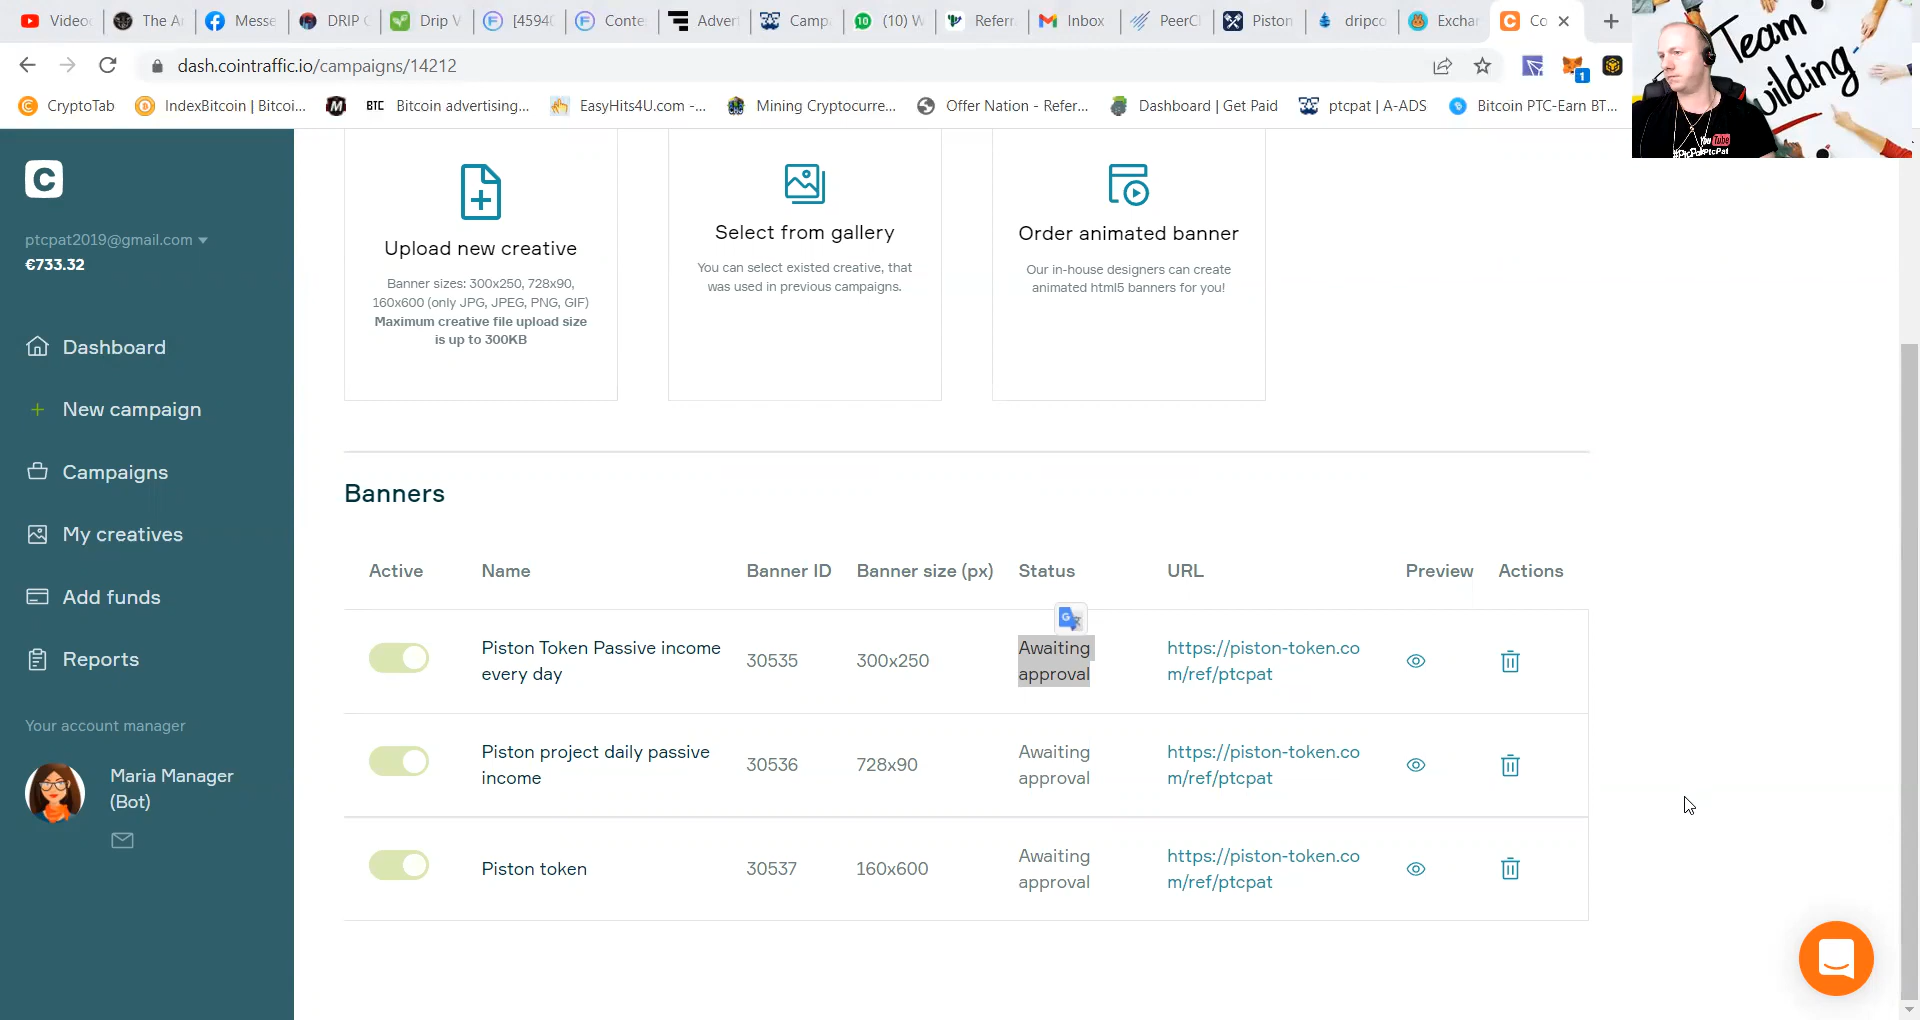 Video
The A
Messe
DRIP
Drip V
[4594
Conte
Advert
Camp
(10) W
Referr
Inbox
PeerCl
Piston
dripco
Exchar
Co
dash.cointraffic.io/campaigns/14212
1
CryptoTab
IndexBitcoin | Bitcoi...
BTC Bitcoin advertising...
EasyHits4U.com -...
Mining Cryptocurre...
Offer Nation - Refer...
Dashboard | Get Paid
ptcpat | A-ADS
Bitcoin PTC-Earn BT...
Team
uilding
You Tube
C
ptcpat2019@gmail.com
€733.32
Dashboard
+ New campaign
Campaigns
My creatives
Add funds
Reports
Your account manager
Maria Manager
(Bot)
Upload new creative
Banner sizes: 300x250, 728x90,
160x600 (only JPG, JPEG, PNG, GIF)
Maximum creative file upload size
is up to 300KB
Select from gallery
You can select existed creative, that
was used in previous campaigns.
Order animated banner
Our in-house designers can create
animated html5 banners for you!
Banners
Active Name Banner ID Banner size (px) Status URL Preview Actions
Piston Token Passive income
every day
30535
300x250
Awaiting
approval
https://piston-token.co
m/ref/ptcpat
Piston project daily passive
income
30536
728x90
Awaiting
approval
https://piston-token.co
m/ref/ptcpat
Piston token
30537
160x600
Awaiting
approval
https://piston-token.co
m/ref/ptcpat